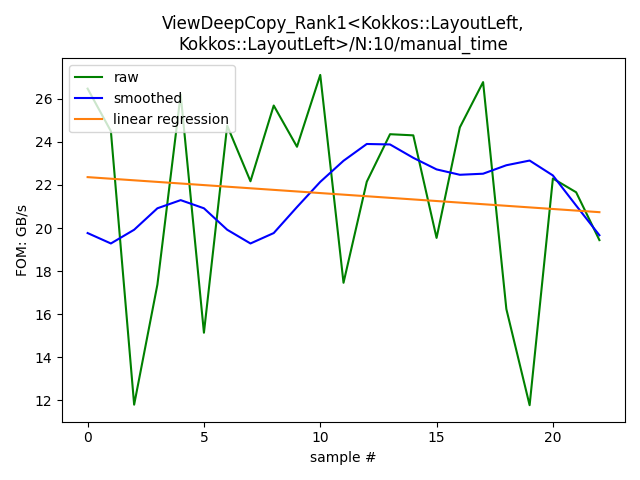 ViewDeepCopy_Rank1<Kokkos::LayoutLeft,
Kokkos::LayoutLeft>/N:10/manual_time
raw
smoothed
linear regression
FOM: GB/s
26
24
22
20
18
16
14
12
0
5
10
15
20
sample #